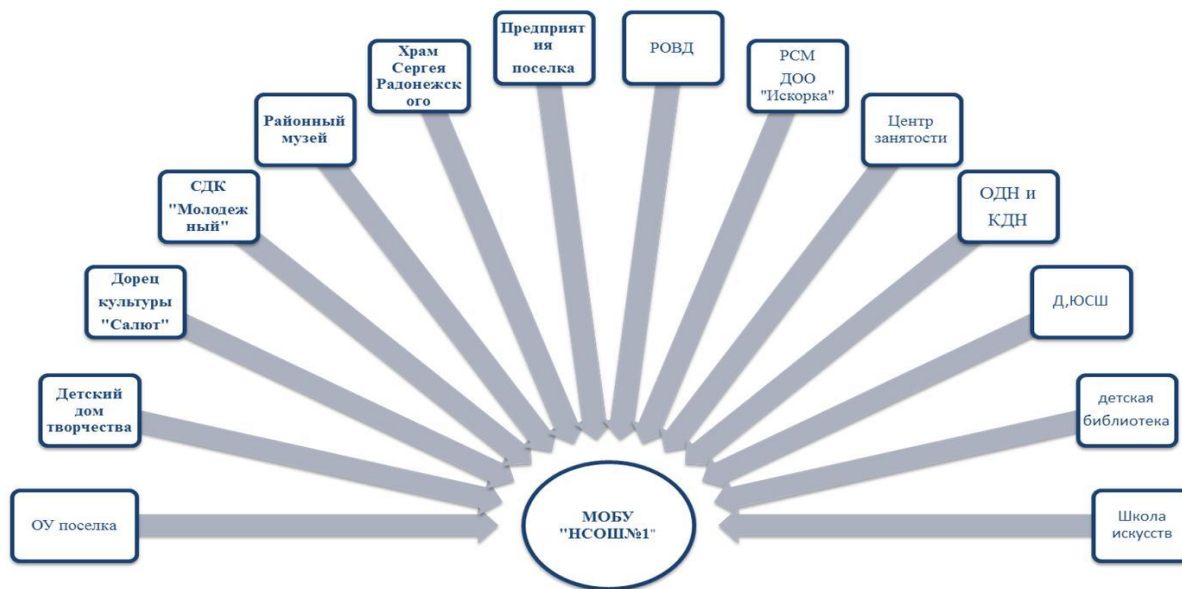 ОУ поселка
Детский
дом
творчества
Дорец
культуры
"Салют"
СДК
"Молодеж
ный"
Районный
музей
Храм
Сергея
Радонежск
ого
Предприят
ия
поселка
РОВД
РСМ
ДОО
"Искорка"
Центр
занятости
ОДН и
КДН
Д,ЮСШ
детская
библиотека
Школа
искусств
МОБУ
"НСОШ№1"